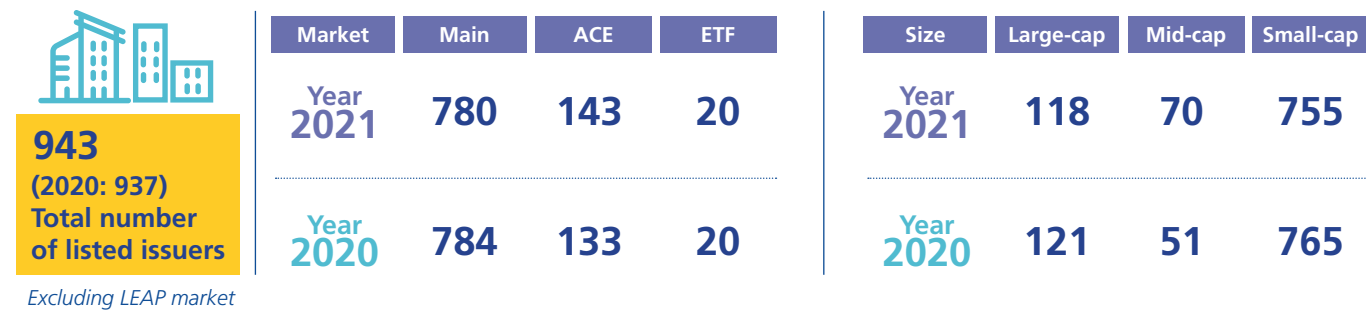 943
(2020: 937)
Total number
of listed issuers
Excluding LEAP market
Market Main ACE ETF
Year
2021 780 143 20
Year
2020 784 133 20
Size Large-cap Mid-cap Small-cap
Year
2021 118 70 755
Year
2020 121 51 765